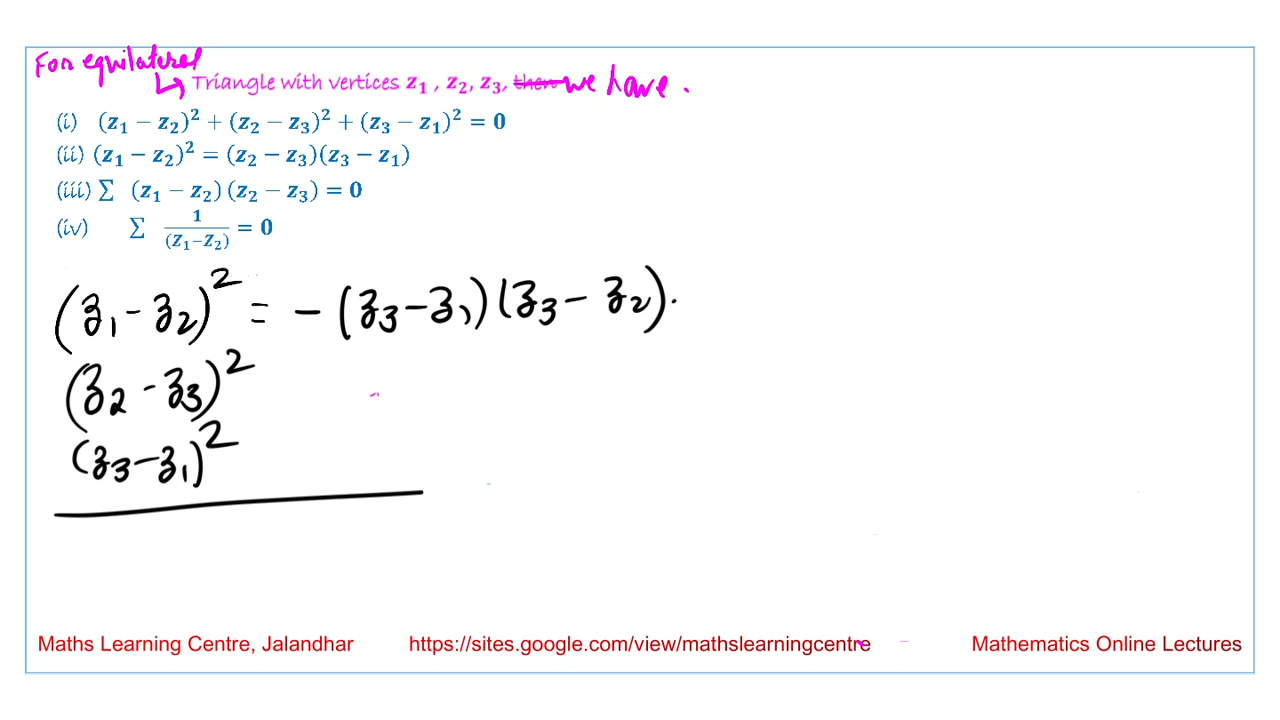 For equilateral
↳ Triangle with vertices z₁ , z₂, z₃, ~~then~~ we have .
(i) (z₁ − z₂)² + (z₂ − z₃)² + (z₃ − z₁)² = 0
(ii) (z₁ − z₂)² = (z₂ − z₃)(z₃ − z₁)
(iii) ∑ (z₁ − z₂) (z₂ − z₃) = 0
(iv) ∑ 1/(Z₁−Z₂) = 0
(z₁ − z₂)² = − (z₃ − z₁)(z₃ − z₂).
(z₂ − z₃)²
(z₃ − z₁)²
Maths Learning Centre, Jalandhar https://sites.google.com/view/mathslearningcentre Mathematics Online Lectures